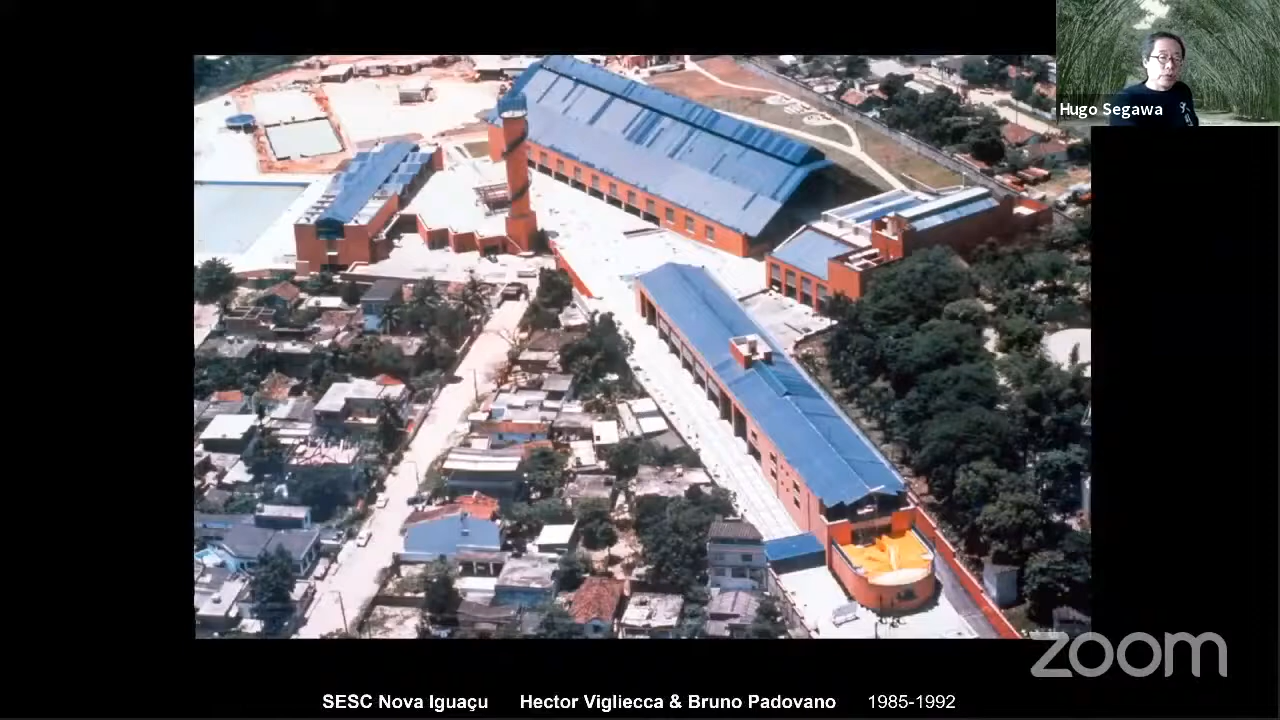 Hugo Segawa
zoom
SESC Nova Iguaçu Hector Vigliecca & Bruno Padovano 1985-1992